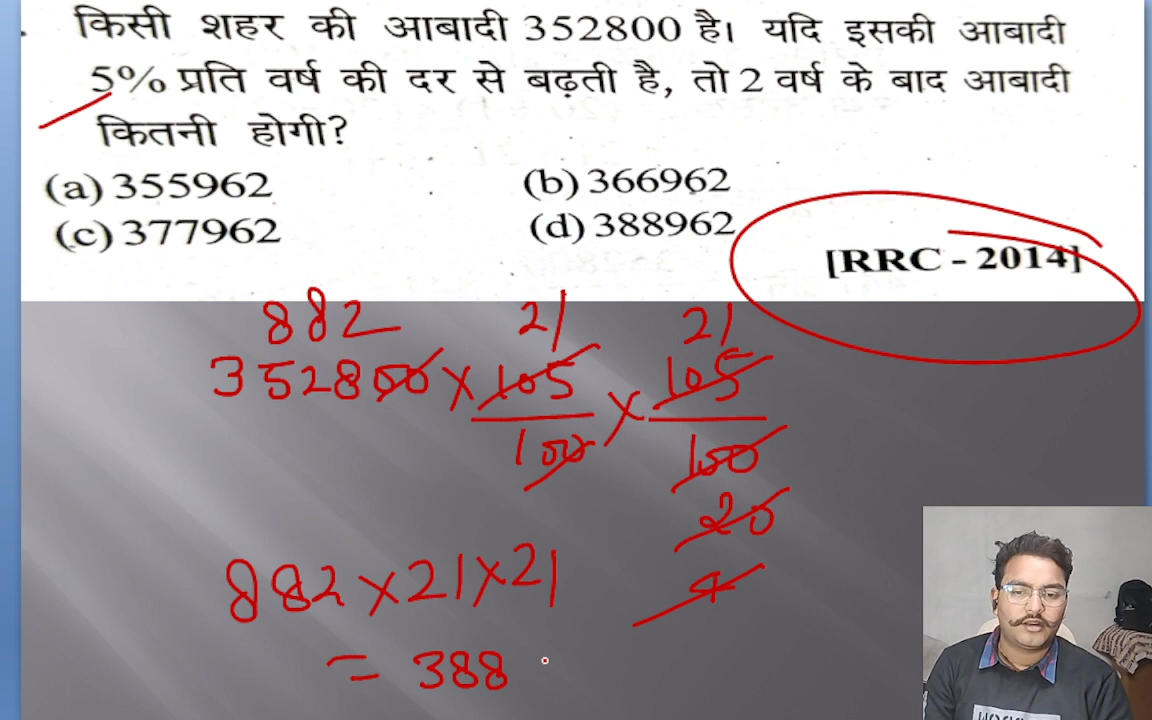 किसी शहर की आबादी 352800 है। यदि इसकी आबादी
5% प्रति वर्ष की दर से बढ़ती है, तो 2 वर्ष के बाद आबादी
कितनी होगी?
(a) 355962 (b) 366962
(c) 377962 (d) 388962
[RRC - 2014]
882 21 21
352800 × 105 × 105
100 100
20
4
882 × 21 × 21
= 388